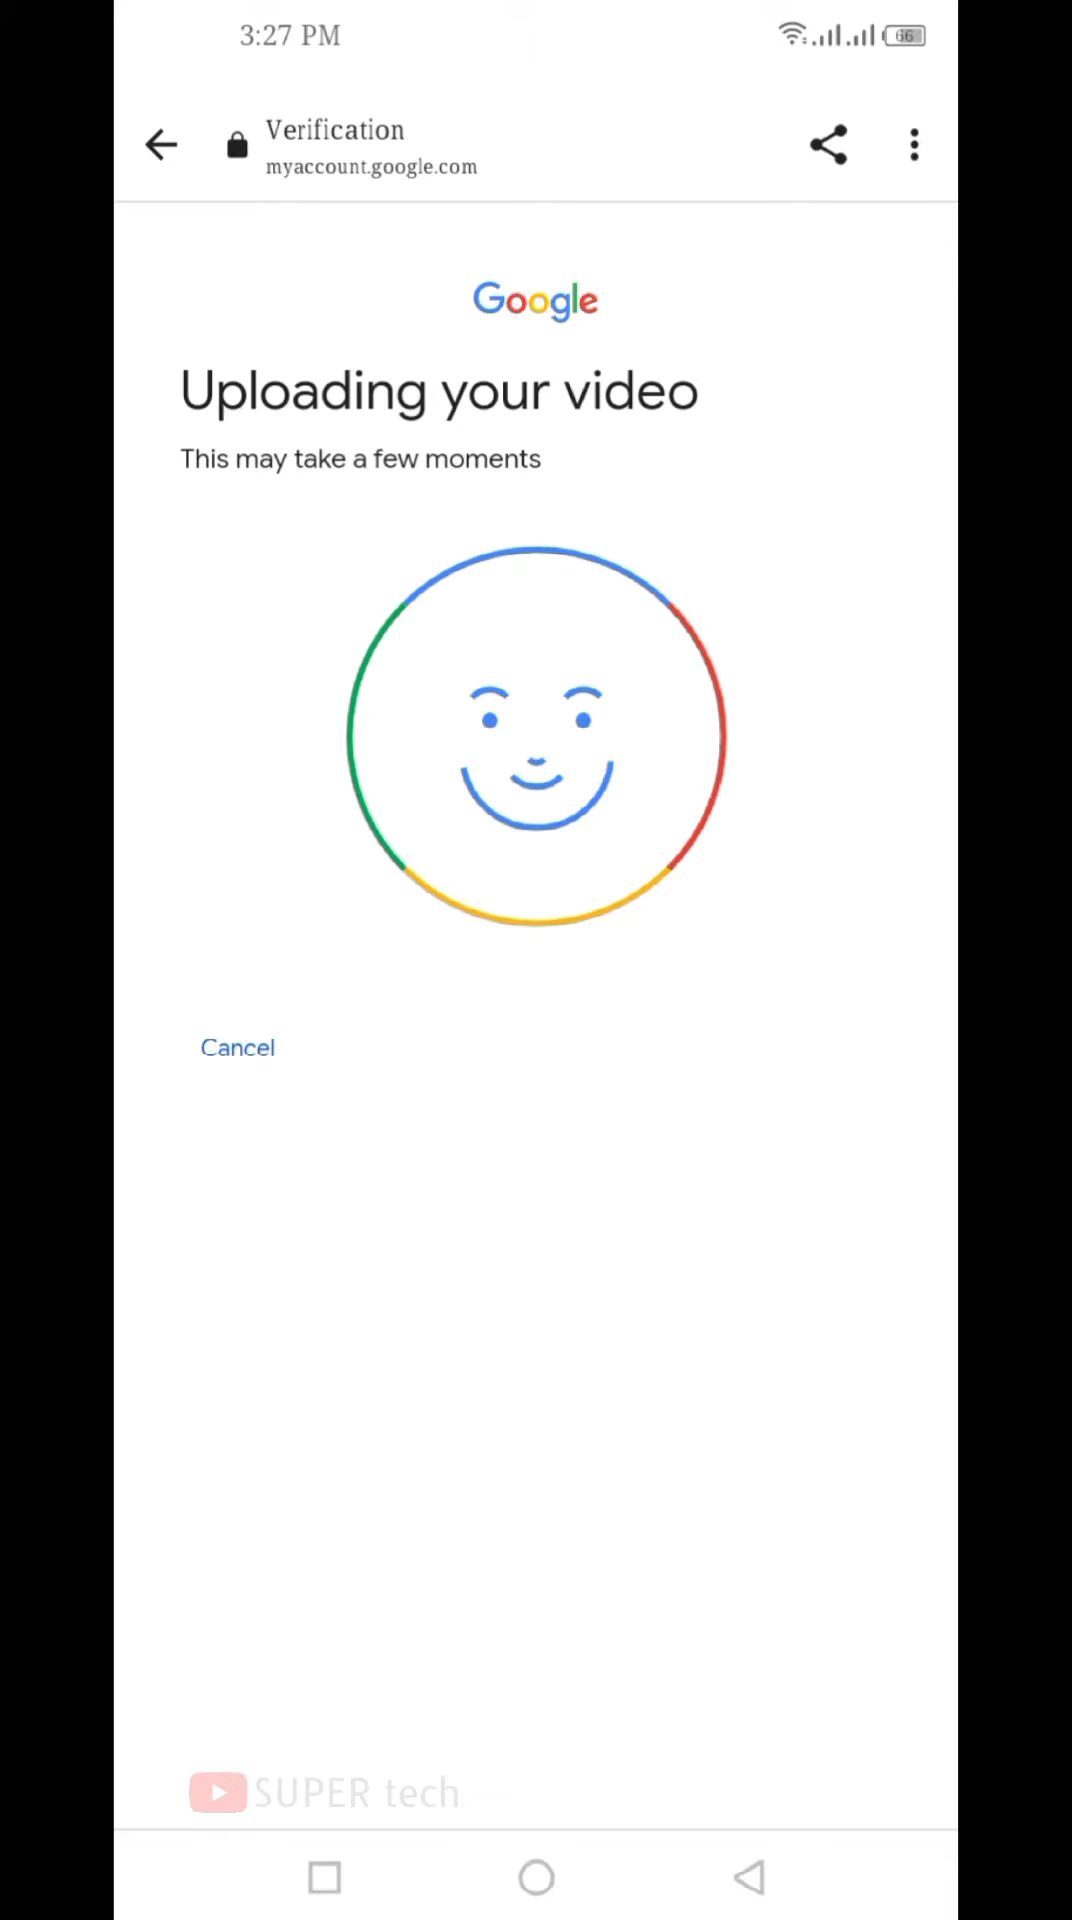 3:27 PM
66
Verification
myaccount.google.com
Google
Uploading your video
This may take a few moments
Cancel
SUPER tech